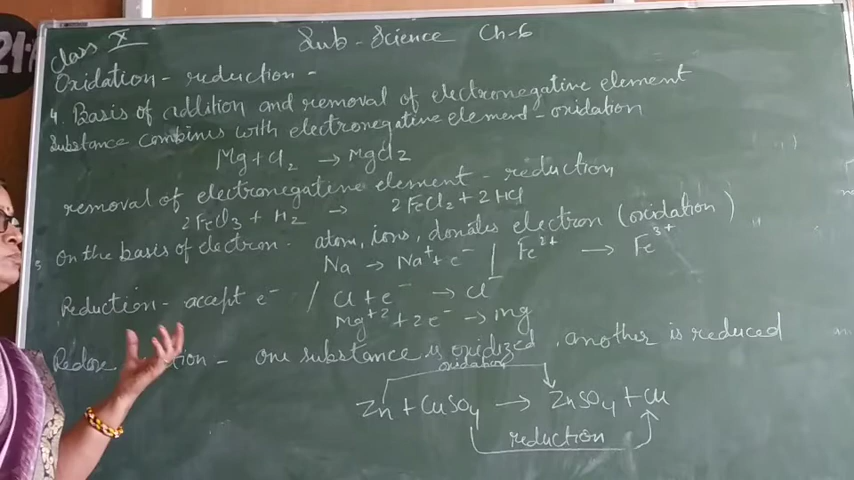 21
Class X
Sub - Science Ch-6
Oxidation - reduction -
4. Basis of addition and removal of electronegative element
Substance combines with electronegative element - oxidation
Mg + Cl₂ → MgCl₂
removal of electronegative element - reduction
2FeCl₃ + H₂ → 2FeCl₂ + 2HCl
On the basis of electron - atom, ions, donates electron (oxidation)
Na → Na⁺ + e⁻ / Fe²⁺ → Fe³⁺
Reduction - accept e⁻ / Cl + e⁻ → Cl⁻
Mg⁺² + 2e⁻ → Mg
Redox - one substance is oxidized, another is reduced
oxidation
Zn + CuSO₄ → ZnSO₄ + Cu
reduction